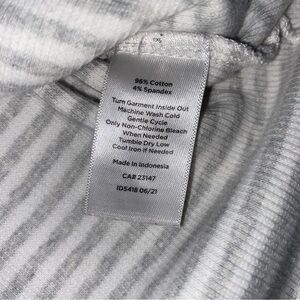 96% Cotton
4% Spandex
Turn Garment Inside Out
Machine Wash Cold
Gentle Cycle
Only Non-Chlorine Bleach
When Needed
Tumble Dry Low
Cool Iron If Needed
Made in Indonesia
CA# 23147
ID5418 06/21